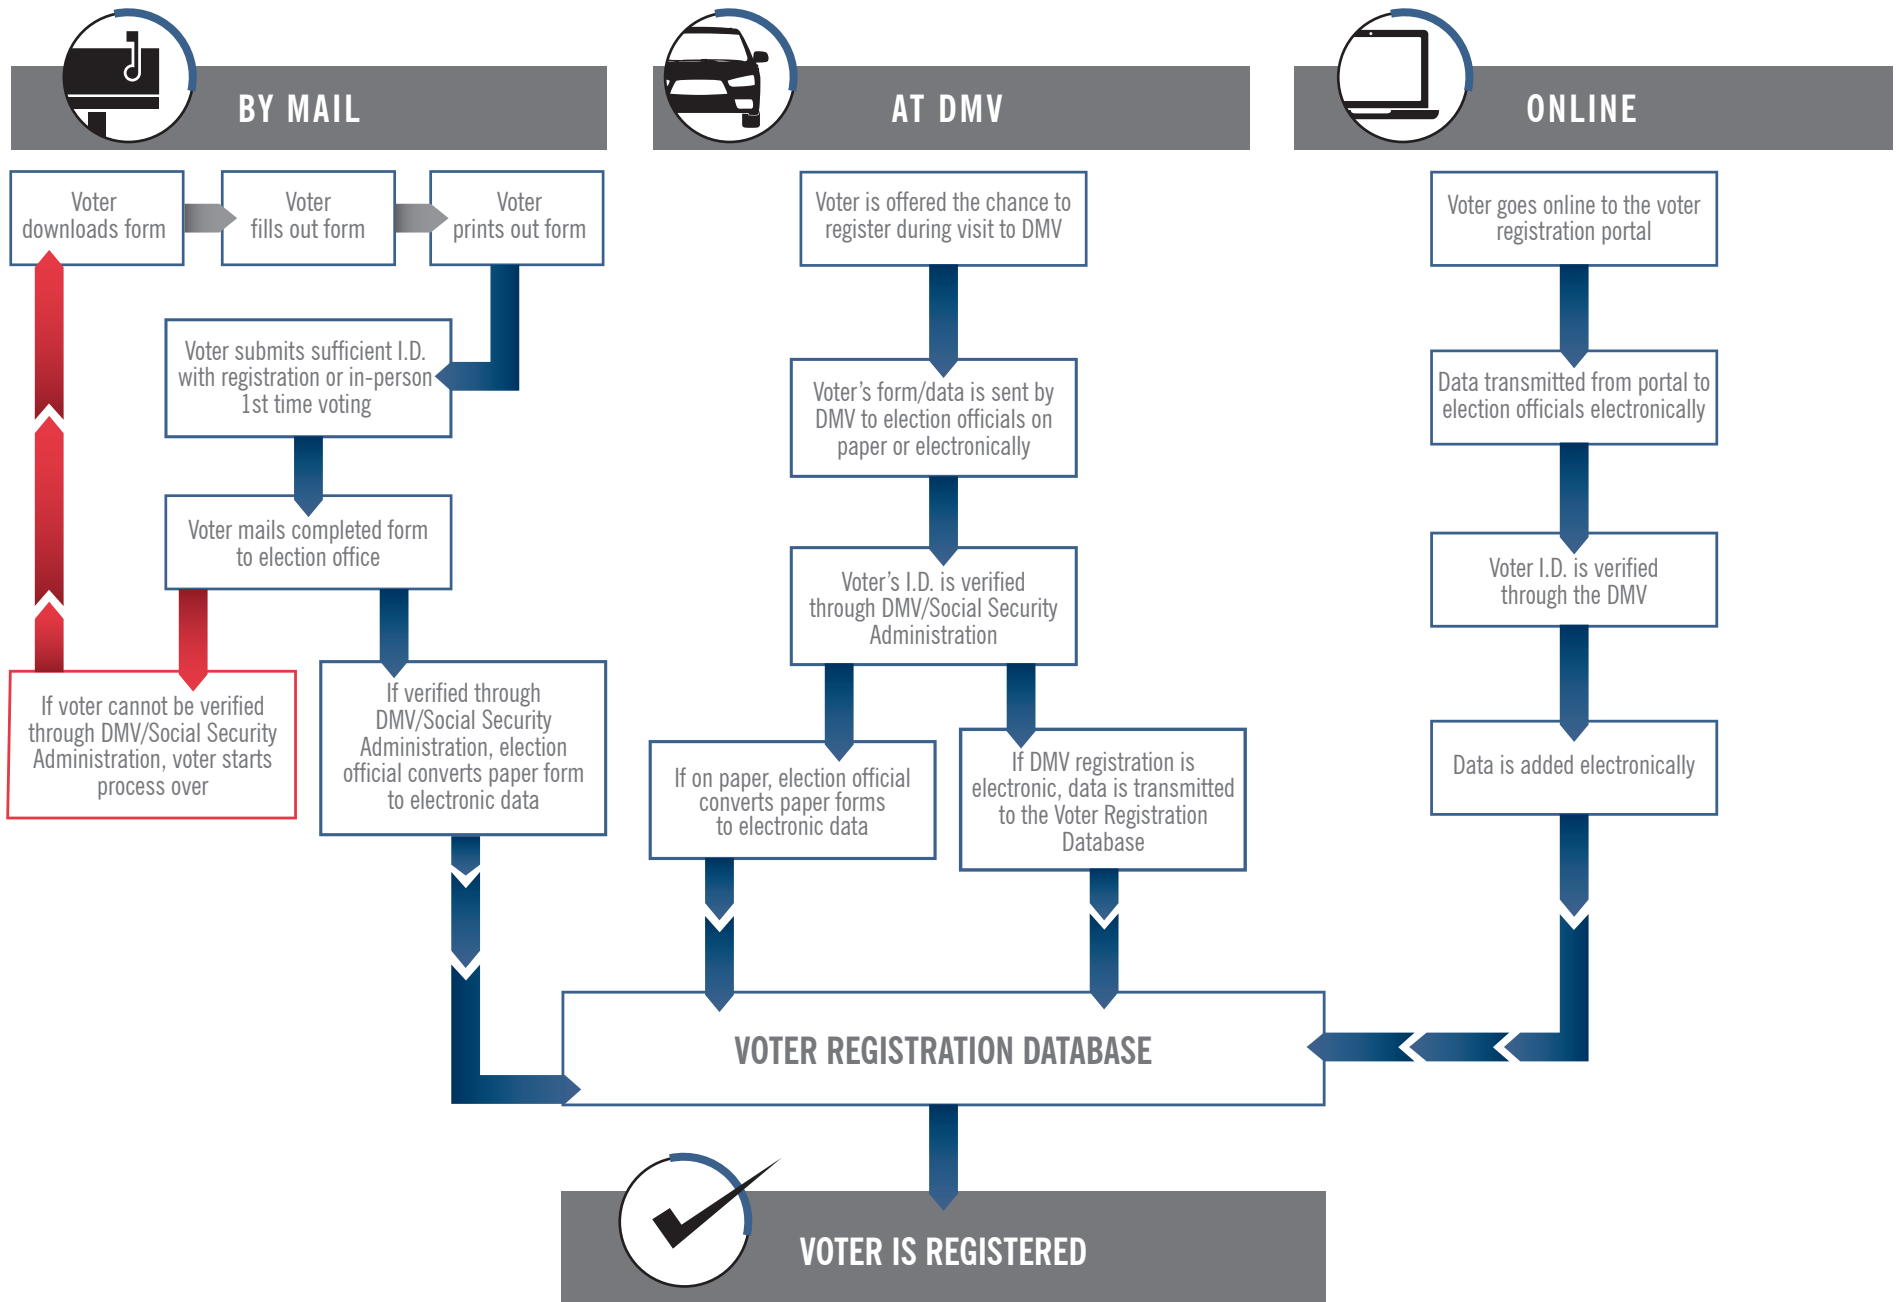 BY MAIL
Voter
downloads form
Voter
fills out form
Voter
prints out form
Voter submits sufficient I.D.
with registration or in-person
1st time voting
Voter mails completed form
to election office
If voter cannot be verified
through DMV/Social Security
Administration, voter starts
process over
If verified through
DMV/Social Security
Administration, election
official converts paper form
to electronic data
AT DMV
Voter is offered the chance to
register during visit to DMV
Voter's form/data is sent by
DMV to election officials on
paper or electronically
Voter's I.D. is verified
through DMV/Social Security
Administration
If on paper, election official
converts paper forms
to electronic data
If DMV registration is
electronic, data is transmitted
to the Voter Registration
Database
ONLINE
Voter goes online to the voter
registration portal
Data transmitted from portal to
election officials electronically
Voter I.D. is verified
through the DMV
Data is added electronically
VOTER REGISTRATION DATABASE
VOTER IS REGISTERED